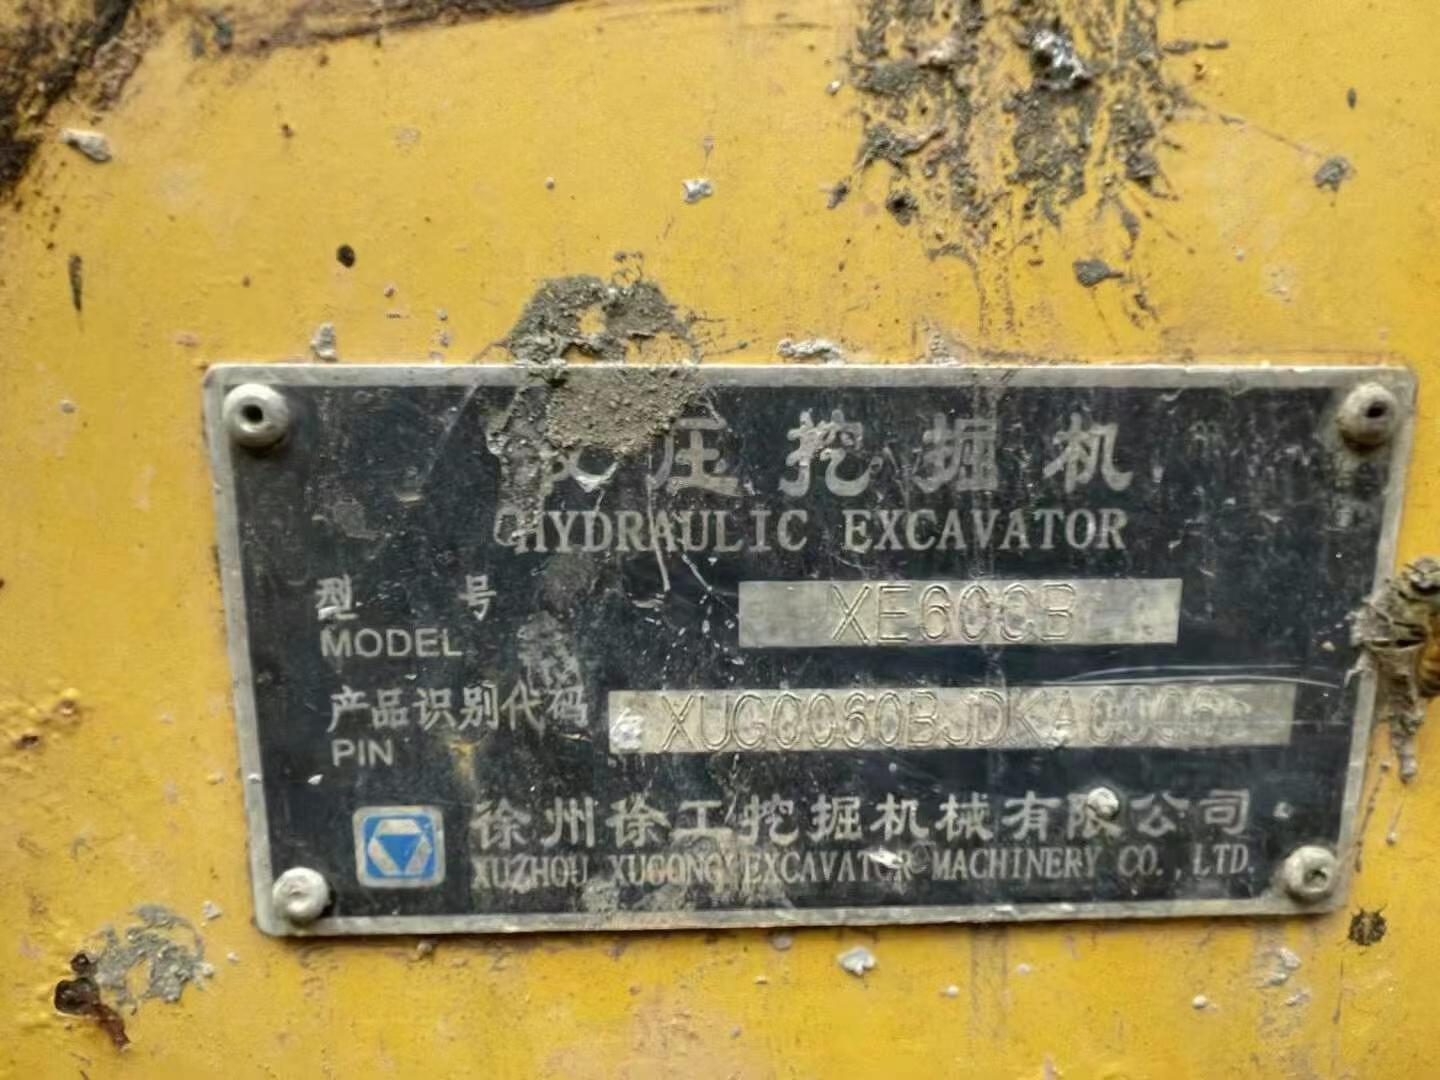 压挖掘机
HYDRAULIC EXCAVATOR
型 号
MODEL
XE600B
产品识别代码
PIN
徐州徐工挖掘机械有限公司
XUZHOU XUGONG EXCAVATOR MACHINERY CO., LTD.